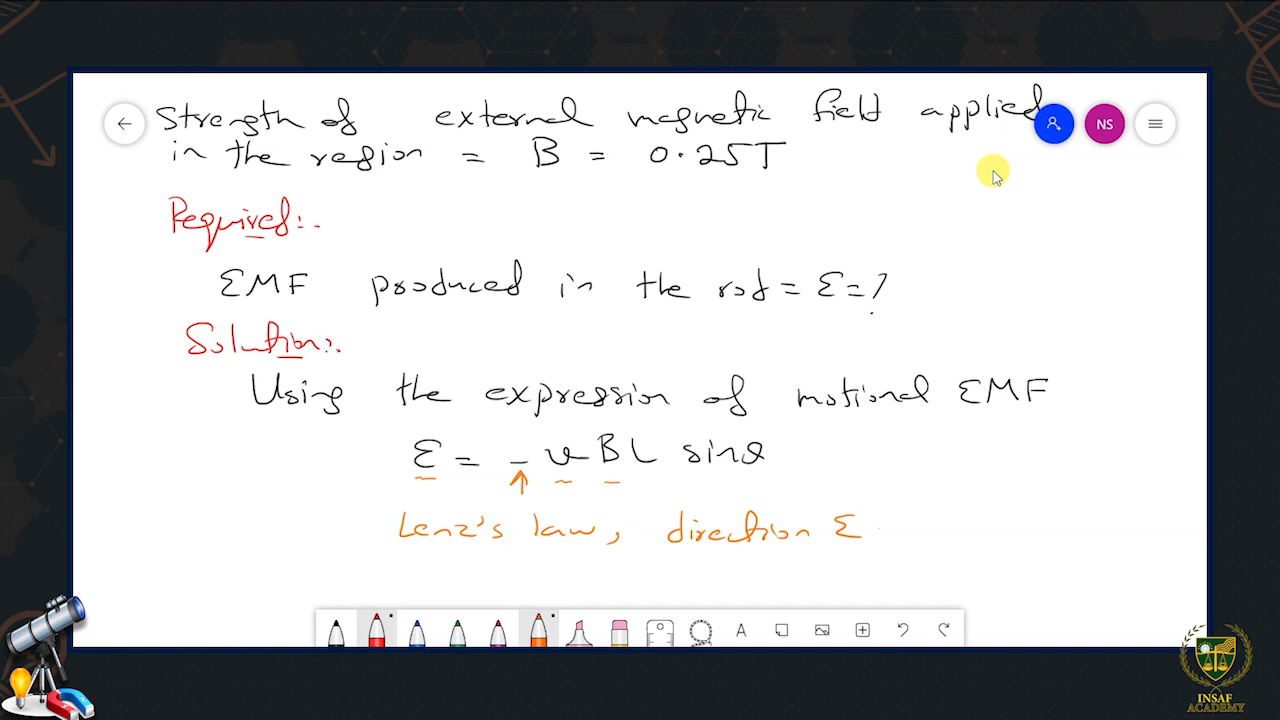 Strength of external magnetic field applied
NS
in the region = B = 0.25T
Required:.
EMF produced in the rod = ε = ?
Solution:.
Using the expression of motional EMF
ε = - vBL sinθ
Lenz's law, direction ε
A
INSAF
ACADEMY